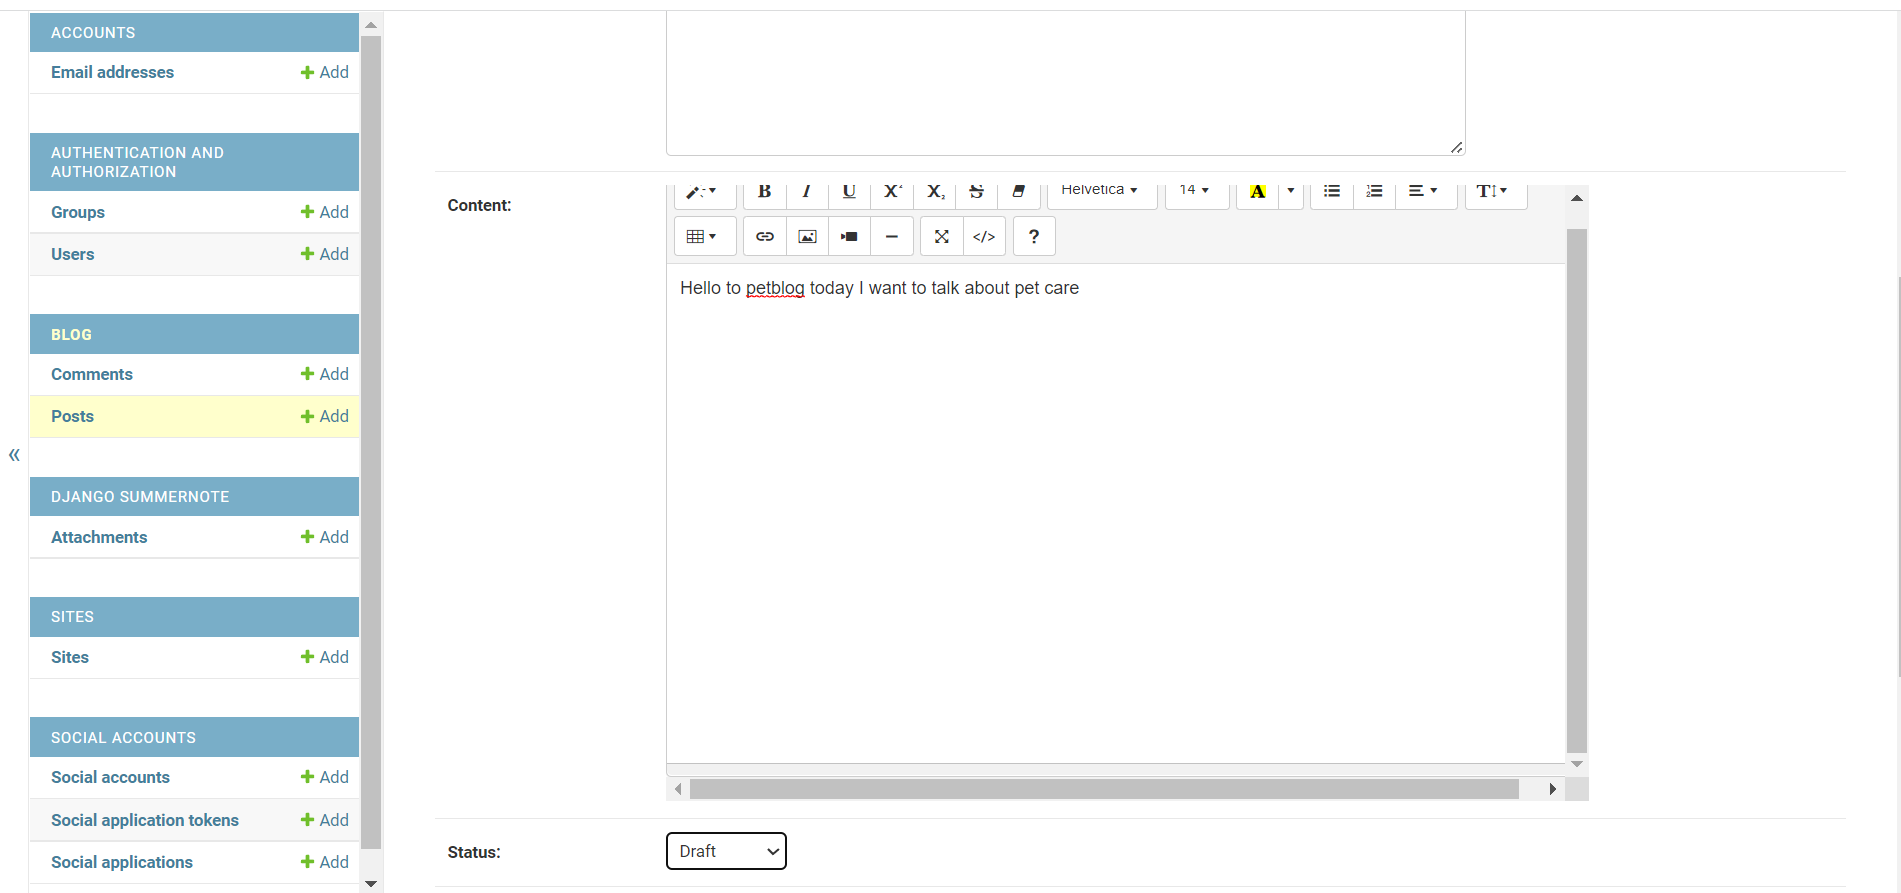 ACCOUNTS
Email addresses Add
AUTHENTICATION AND
AUTHORIZATION
Groups Add
Users Add
BLOG
Comments Add
Posts Add
«
DJANGO SUMMERNOTE
Attachments Add
SITES
Sites Add
SOCIAL ACCOUNTS
Social accounts Add
Social application tokens Add
Social applications Add
Content:
B I U X² X₂ S Helvetica 14 A T
</> ?
Hello to petblog today I want to talk about pet care
Status: Draft